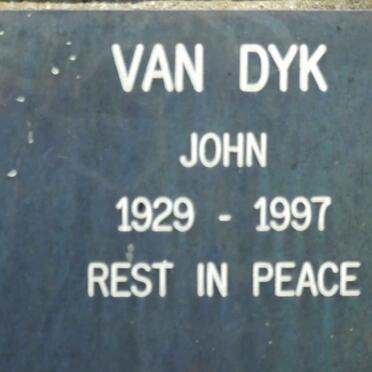 VAN DYK
JOHN
1929 - 1997
REST IN PEACE